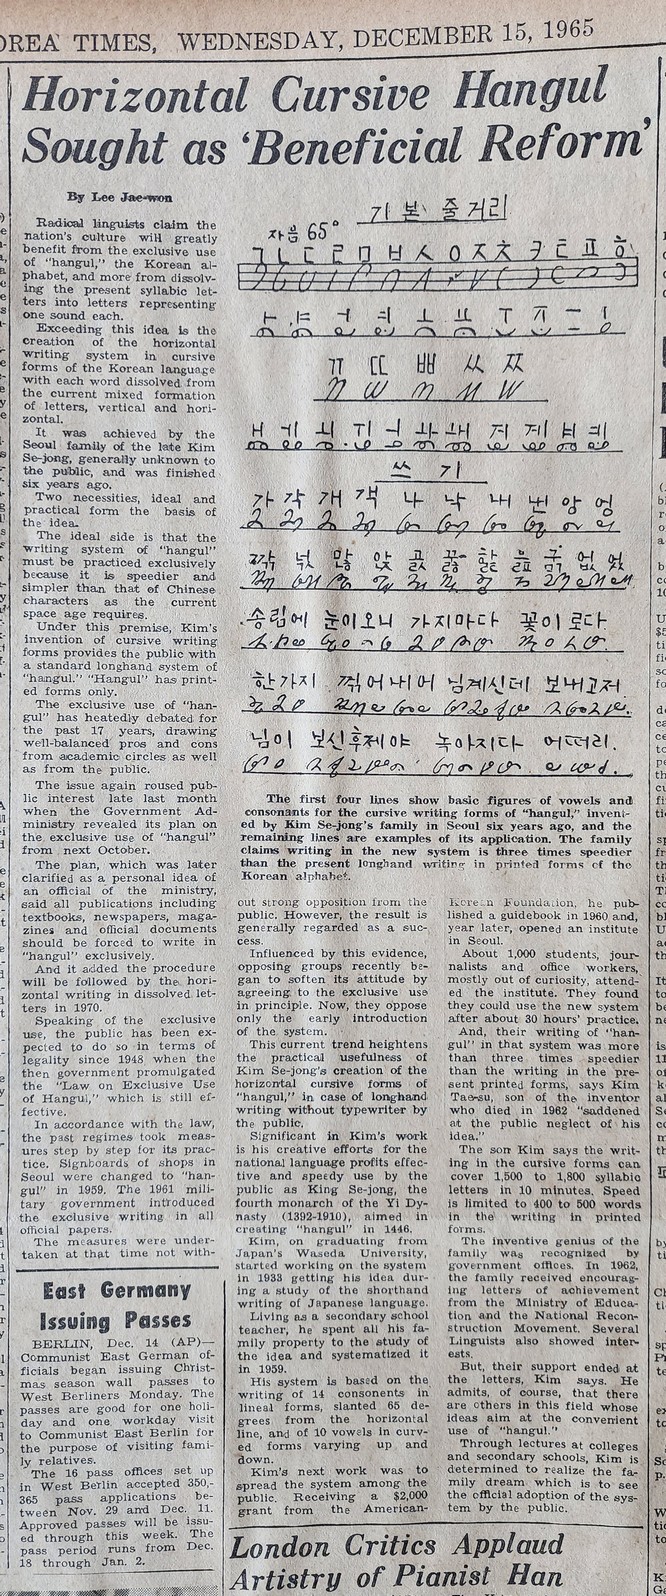 OREA TIMES, WEDNESDAY, DECEMBER 15, 1965
Horizontal Cursive Hangul
Sought as 'Beneficial Reform'
By Lee Jae-won
Radical linguists claim the
nation's culture will greatly
benefit from the exclusive use
of "hangul," the Korean al-
phabet, and more from dissolv-
ing the present syllabic let-
ters into letters representing
one sound each.
Exceeding this idea is the
creation of the horizontal
writing system in cursive
forms of the Korean language
with each word dissolved from
the current mixed formation
of letters, vertical and hori-
zontal.
It was achieved by the
Seoul family of the late Kim
Se-jong, generally unknown to
the public, and was finished
six years ago.
Two necessities, ideal and
practical form the basis of
the idea.
The ideal side is that the
writing system of "hangul"
must be practiced exclusively
because it is speedier and
simpler than that of Chinese
characters as the current
space age requires.
Under this premise, Kim's
invention of cursive writing
forms provides the public with
a standard longhand system of
"hangul." "Hangul" has print-
ed forms only.
The exclusive use of "han-
gul" has heatedly debated for
the past 17 years, drawing
well-balanced pros and cons
from academic circles as well
as from the public.
The issue again roused pub-
lic interest late last month
when the Government Ad-
ministry revealed its plan on
the exclusive use of "hangul"
from next October.
The plan, which was later
clarified as a personal idea of
an official of the ministry,
said all publications including
textbooks, newspapers, maga-
zines and official documents
should be forced to write in
"hangul" exclusively.
And it added the procedure
will be followed by the hori-
zontal writing in dissolved let-
ters in 1970.
Speaking of the exclusive
use, the public has been ex-
pected to do so in terms of
legality since 1948 when the
then government promulgated
the "Law on Exclusive Use
of Hangul," which is still ef-
fective.
In accordance with the law,
the past regimes took meas-
ures step by step for its prac-
tice. Signboards of shops in
Seoul were changed to "han-
gul" in 1959. The 1961 mili-
tary government introduced
the exclusive writing in all
official papers.
The measures were under-
taken at that time not with-
기본 줄거리
자음 65°
ㄱ ㄴ ㄷ ㄹ ㅁ ㅂ ㅅ ㅇ ㅈ ㅊ ㅋ ㅌ ㅍ ㅎ
ㅏ ㅑ ㅓ ㅕ ㅗ ㅛ ㅜ ㅠ ㅡ ㅣ
ㄲ ㄸ ㅃ ㅆ ㅉ
쓰기
가 각 개 객 나 낙 내 앙 엉
송림에 눈이오니 가지마다 꽃이로다
한가지 꺾어내어 님계신데 보내고저
님이 보신후제야 녹아지다 어떠리.
The first four lines show basic figures of vowels and
consonants for the cursive writing forms of "hangul," invent-
ed by Kim Se-jong's family in Seoul six years ago, and the
remaining lines are examples of its application. The family
claims writing in the new system is three times speedier
than the present longhand writing in printed forms of the
Korean alphabet.
out strong opposition from the
public. However, the result is
generally regarded as a suc-
cess.
Influenced by this evidence,
opposing groups recently be-
gan to soften its attitude by
agreeing to the exclusive use
in principle. Now, they oppose
only the early introduction
of the system.
This current trend heightens
the practical usefulness of
Kim Se-jong's creation of the
horizontal cursive forms of
"hangul," in case of longhand
writing without typewriter by
the public.
Significant in Kim's work
is his creative efforts for the
national language profits effec-
tive and speedy use by the
public as King Se-jong, the
fourth monarch of the Yi Dy-
nasty (1392-1910), aimed in
creating "hangul" in 1446.
Kim, on graduating from
Japan's Waseda University,
started working on the system
in 1933 getting his idea dur-
ing a study of the shorthand
writing of Japanese language.
Living as a secondary school
teacher, he spent all his fa-
mily property to the study of
the idea and systematized it
in 1959.
His system is based on the
writing of 14 consonents in
lineal forms, slanted 65 de-
grees from the horizontal
line, and of 10 vowels in curv-
ed forms varying up and
down.
Kim's next work was to
spread the system among the
public. Receiving a $2,000
grant from the American-
Korean Foundation, he pub-
lished a guidebook in 1960 and,
year later, opened an institute
in Seoul.
About 1,000 students, jour-
nalists and office workers,
mostly out of curiosity, attend-
ed the institute. They found
they could use the new system
after about 30 hours' practice.
And, their writing of "han-
gul" in that system was more
than three times speedier
than the writing in the pre-
sent printed forms, says Kim
Tae-su, son of the inventor
who died in 1962 "saddened
at the public neglect of his
idea."
The son Kim says the writ-
ing in the cursive forms can
cover 1,500 to 1,800 syllabic
letters in 10 minutes. Speed
is limited to 400 to 500 words
in the writing in printed
forms.
The inventive genius of the
family was recognized by
government offices. In 1962,
the family received encourag-
ing letters of achievement
from the Ministry of Educa-
tion and the National Recon-
struction Movement. Several
Linguists also showed inter-
ests.
But, their support ended at
the letters, Kim says. He
admits, of course, that there
are others in this field whose
ideas aim at the convenient
use of "hangul."
Through lectures at colleges
and secondary schools, Kim is
determined to realize the fa-
mily dream which is to see
the official adoption of the sys-
tem by the public.
East Germany
Issuing Passes
BERLIN, Dec. 14 (AP)—
Communist East German of-
ficials began issuing Christ-
mas season wall passes to
West Berliners Monday. The
passes are good for one holi-
day and one workday visit
to Communist East Berlin for
the purpose of visiting fami-
ly relatives.
The 16 pass offices set up
in West Berlin accepted 350,-
365 pass applications be-
tween Nov. 29 and Dec. 11.
Approved passes will be issu-
ed through this week. The
pass period runs from Dec.
18 through Jan. 2.
London Critics Applaud
Artistry of Pianist Han